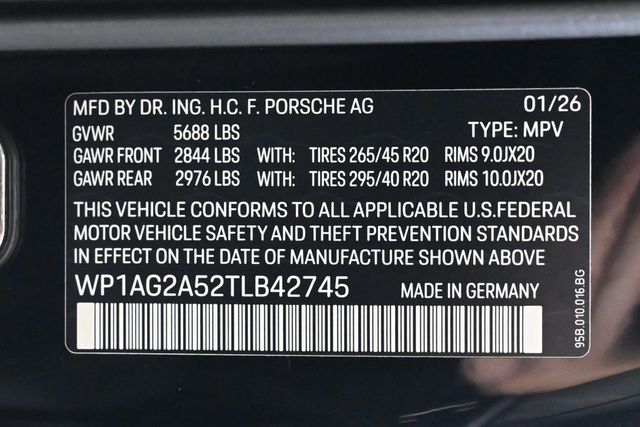 MFD BY DR. ING. H.C. F. PORSCHE AG 01/26
GVWR 5688 LBS TYPE: MPV
GAWR FRONT 2844 LBS WITH: TIRES 265/45 R20 RIMS 9.0JX20
GAWR REAR 2976 LBS WITH: TIRES 295/40 R20 RIMS 10.0JX20
THIS VEHICLE CONFORMS TO ALL APPLICABLE U.S.FEDERAL
MOTOR VEHICLE SAFETY AND THEFT PREVENTION STANDARDS
IN EFFECT ON THE DATE OF MANUFACTURE SHOWN ABOVE
WP1AG2A52TLB42745 MADE IN GERMANY
95B.010.016.BG